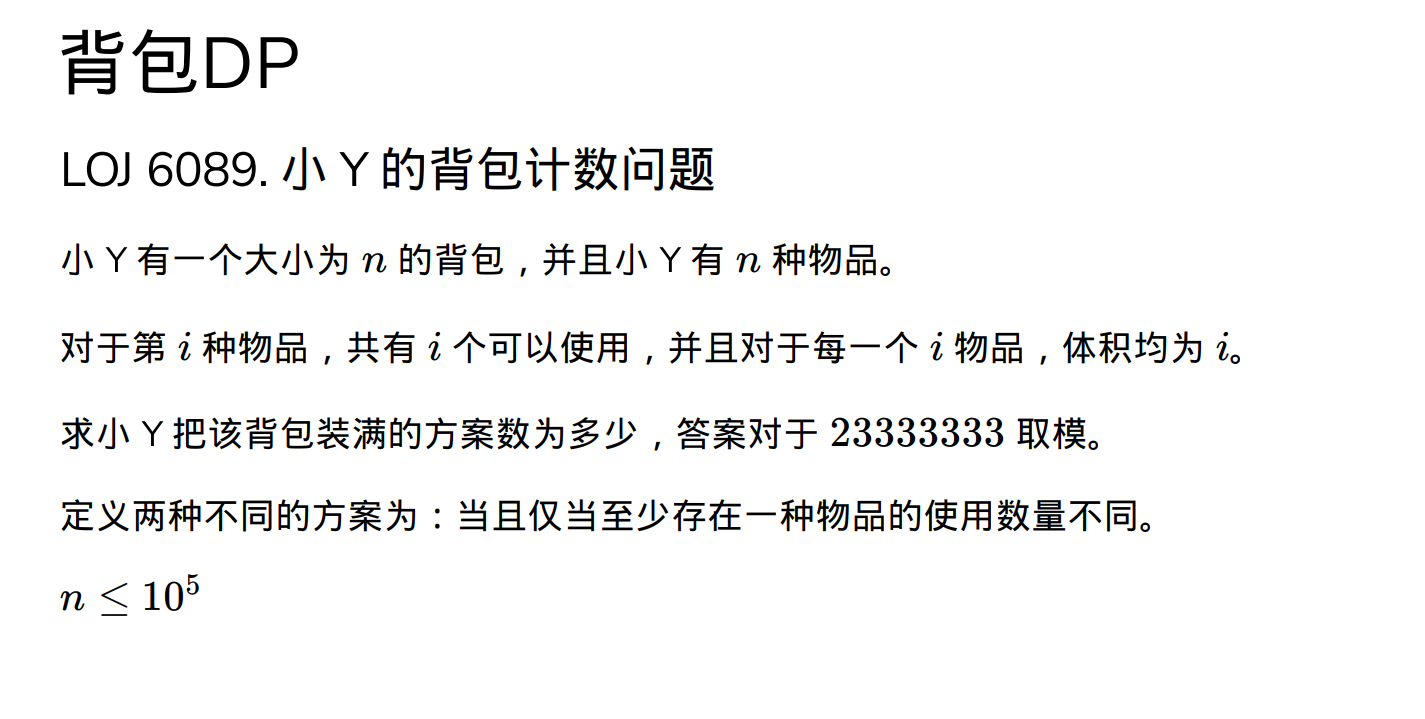 背包DP
LOJ 6089. 小 Y 的背包计数问题
小 Y 有一个大小为 n 的背包，并且小 Y 有 n 种物品。
对于第 i 种物品，共有 i 个可以使用，并且对于每一个 i 物品，体积均为 i。
求小 Y 把该背包装满的方案数为多少，答案对于 23333333 取模。
定义两种不同的方案为：当且仅当至少存在一种物品的使用数量不同。
n ≤ 10⁵